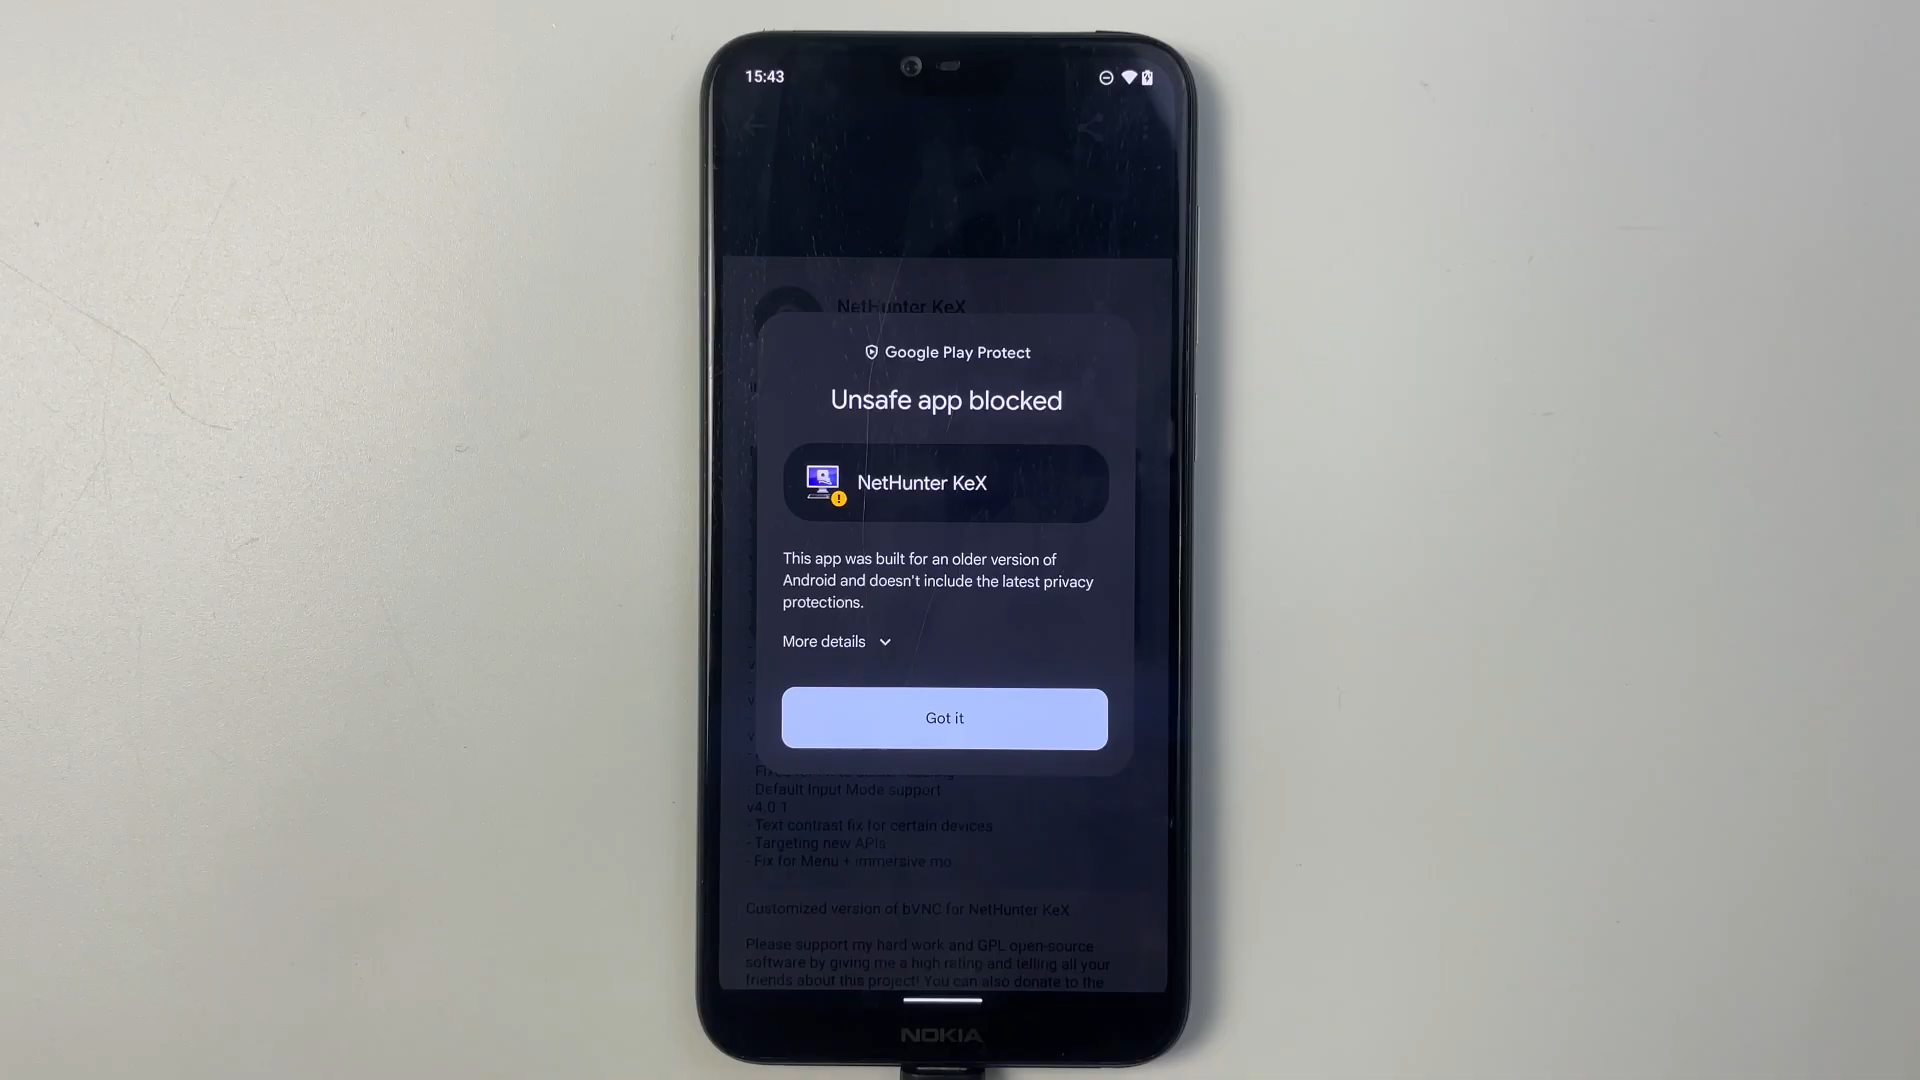 15:43
NetHunter KeX
Google Play Protect
Unsafe app blocked
NetHunter KeX
This app was built for an older version of
Android and doesn't include the latest privacy
protections.
More details
Got it
- Default Input Mode support
v4.0.1
- Text contrast fix for certain devices
- Targeting new APIs
- Fix for Menu + immersive mo
Customized version of bVNC for NetHunter KeX
Please support my hard work and GPL open-source
software by giving me a high rating and telling all your
friends about this project! You can also donate to the
NOKIA